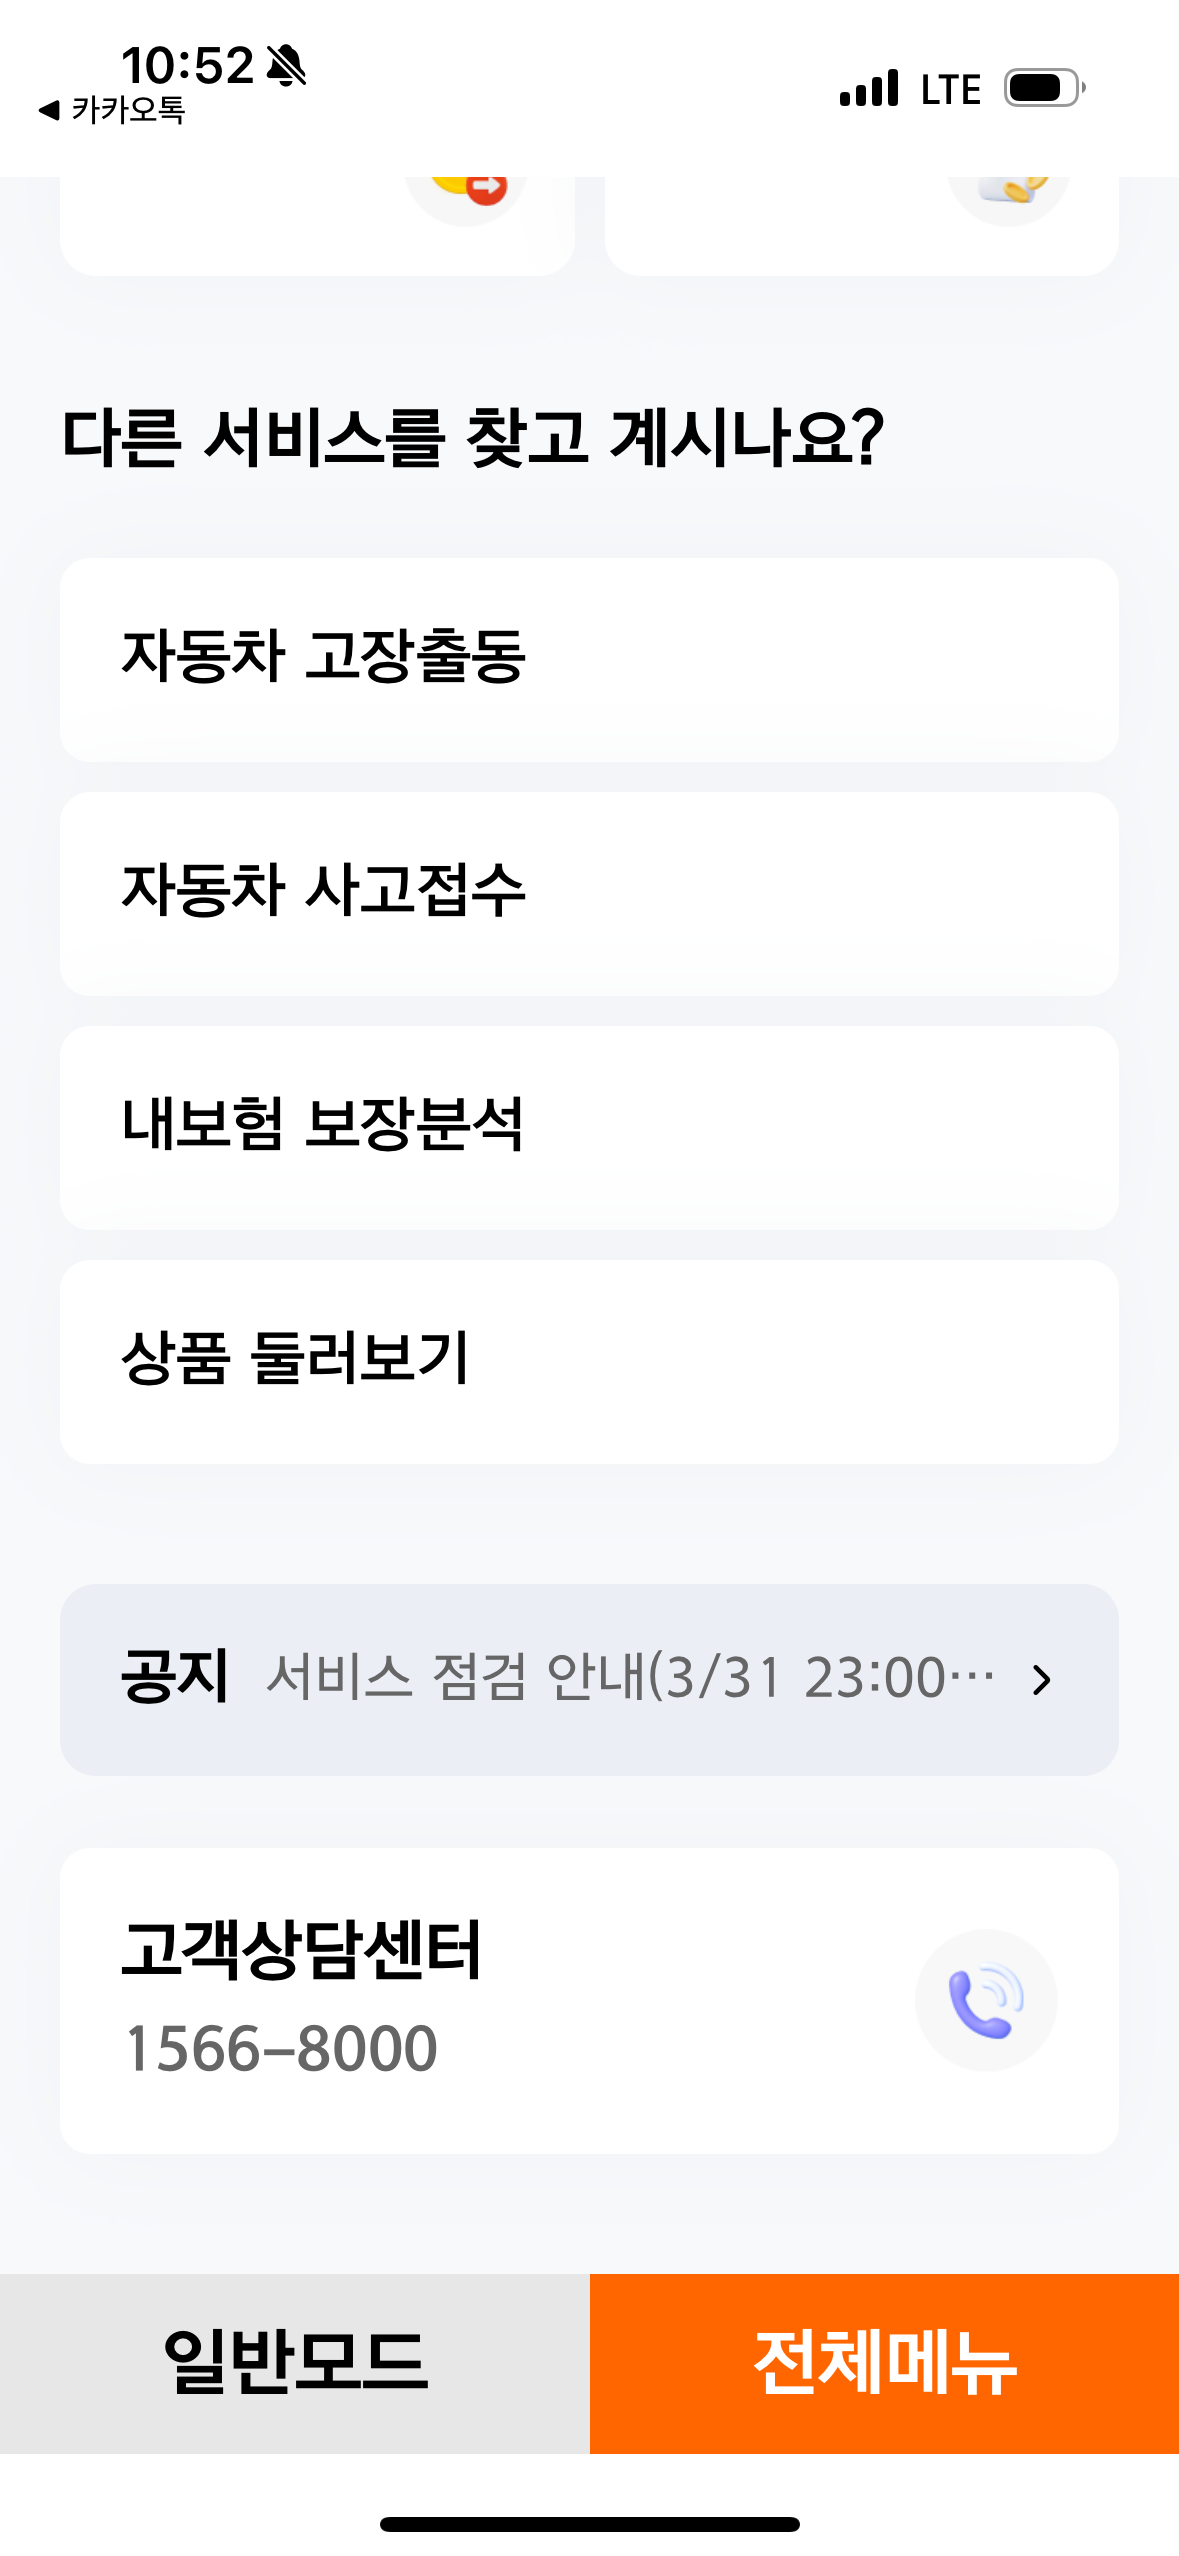 10:52
카카오톡
LTE
다른 서비스를 찾고 계시나요?
자동차 고장출동
자동차 사고접수
내보험 보장분석
상품 둘러보기
공지 서비스 점검 안내(3/31 23:00…
고객상담센터
1566-8000
일반모드
전체메뉴